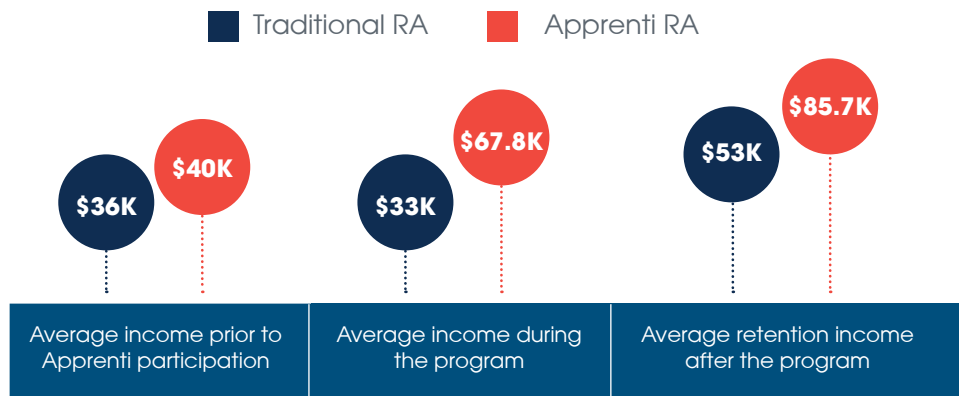 Traditional RA
Apprenti RA
$36K
$40K
$33K
$67.8K
$53K
$85.7K
Average income prior to
Apprenti participation
Average income during
the program
Average retention income
after the program